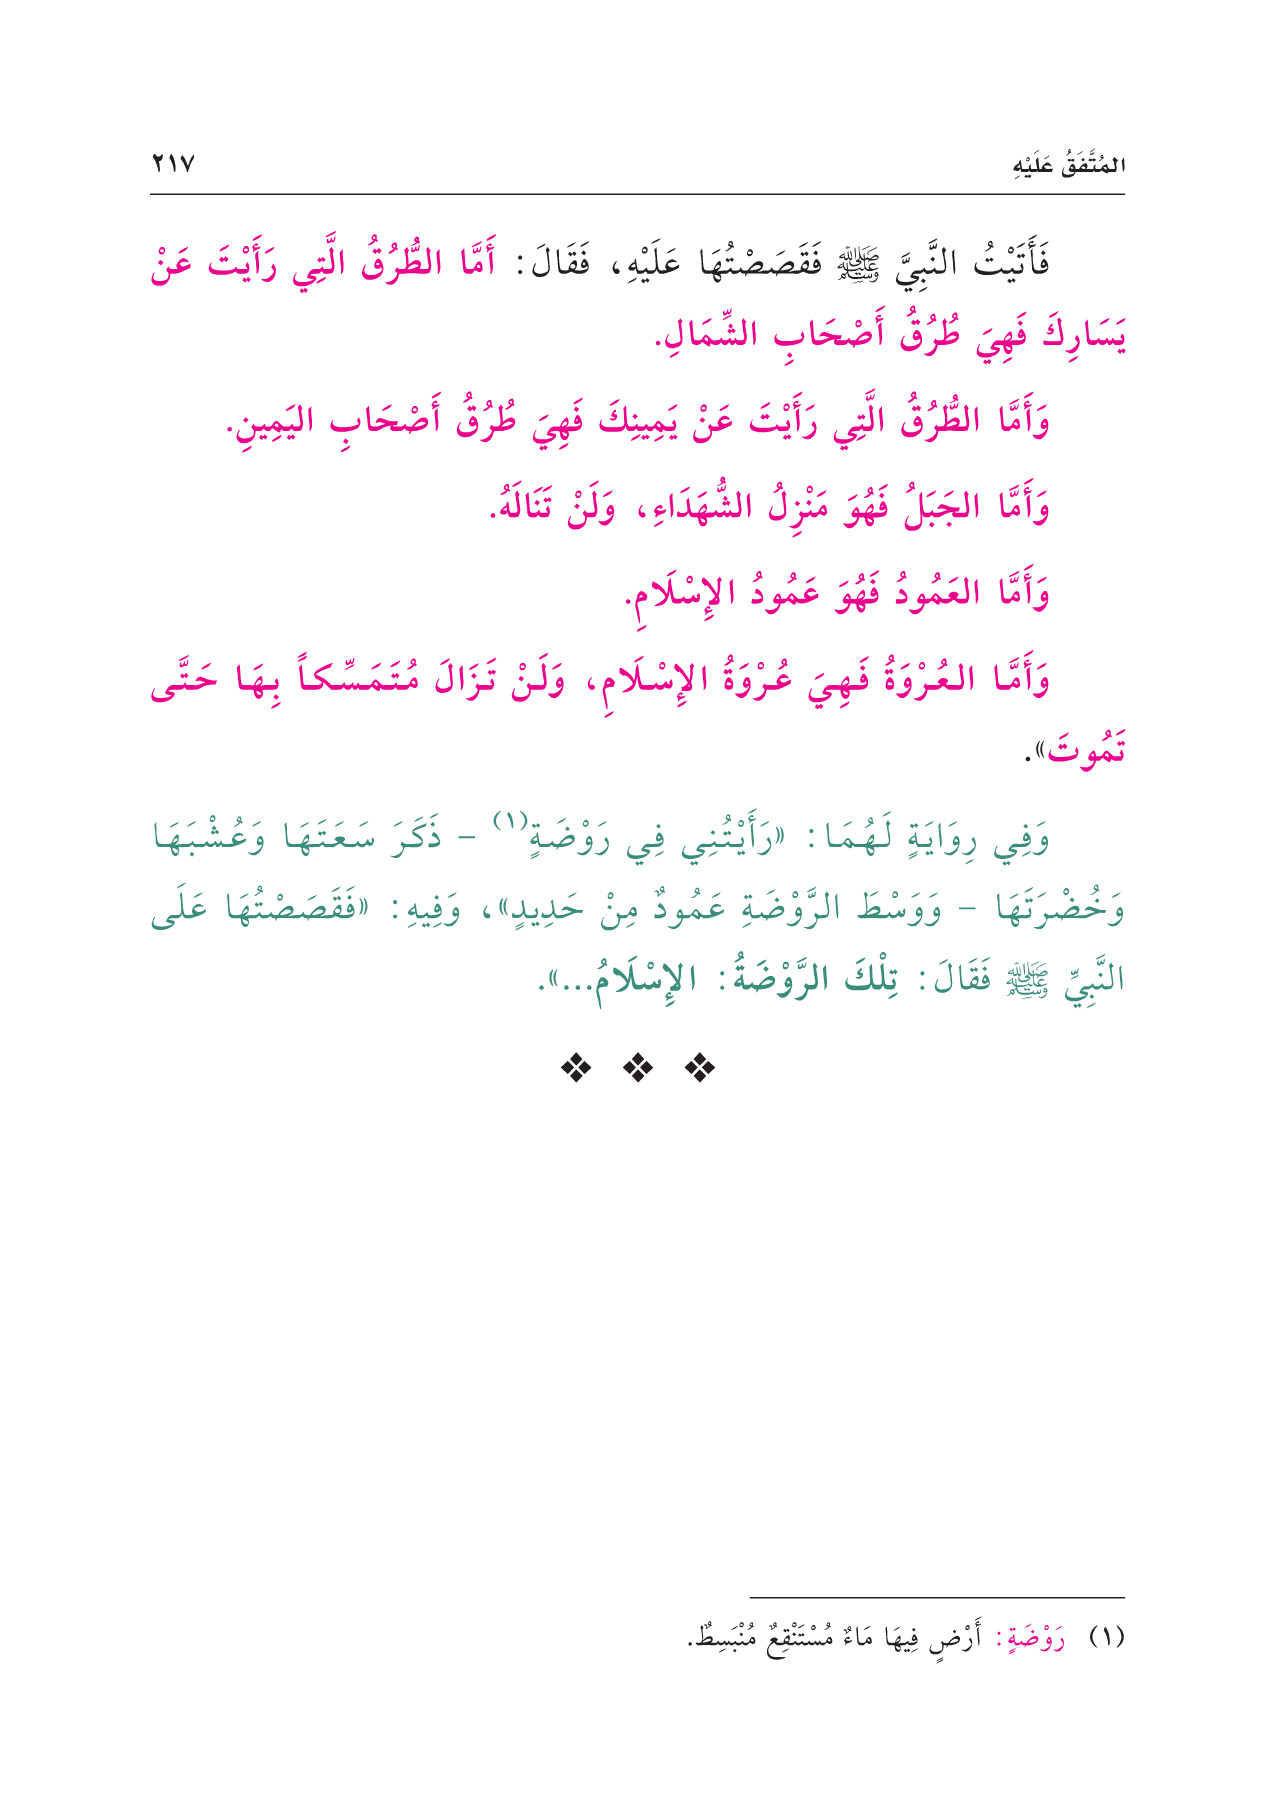 المُتَّفَقُ عَلَيْهِ ٢١٧
فَأَتَيْتُ النَّبِيَّ ﷺ فَقَصَصْتُهَا عَلَيْهِ، فَقَالَ: أَمَّا الطُّرُقُ الَّتِي رَأَيْتَ عَنْ
يَسَارِكَ فَهِيَ طُرُقُ أَصْحَابِ الشِّمَالِ.
وَأَمَّا الطُّرُقُ الَّتِي رَأَيْتَ عَنْ يَمِينِكَ فَهِيَ طُرُقُ أَصْحَابِ اليَمِينِ.
وَأَمَّا الجَبَلُ فَهُوَ مَنْزِلُ الشُّهَدَاءِ، وَلَنْ تَنَالَهُ.
وَأَمَّا العَمُودُ فَهُوَ عَمُودُ الإِسْلَامِ.
وَأَمَّا العُرْوَةُ فَهِيَ عُرْوَةُ الإِسْلَامِ، وَلَنْ تَزَالَ مُتَمَسِّكاً بِهَا حَتَّى
تَمُوتَ».
وَفِي رِوَايَةٍ لَهُمَا: «رَأَيْتُنِي فِي رَوْضَةٍ(١) – ذَكَرَ سَعَتَهَا وَعُشْبَهَا
وَخُضْرَتَهَا – وَوَسْطَ الرَّوْضَةِ عَمُودٌ مِنْ حَدِيدٍ»، وَفِيهِ: «فَقَصَصْتُهَا عَلَى
النَّبِيِّ ﷺ فَقَالَ: تِلْكَ الرَّوْضَةُ: الإِسْلَامُ...».
❖ ❖ ❖
(١) رَوْضَةٍ: أَرْضٍ فِيهَا مَاءٌ مُسْتَنْقِعٌ مُنْبَسِطٌ.